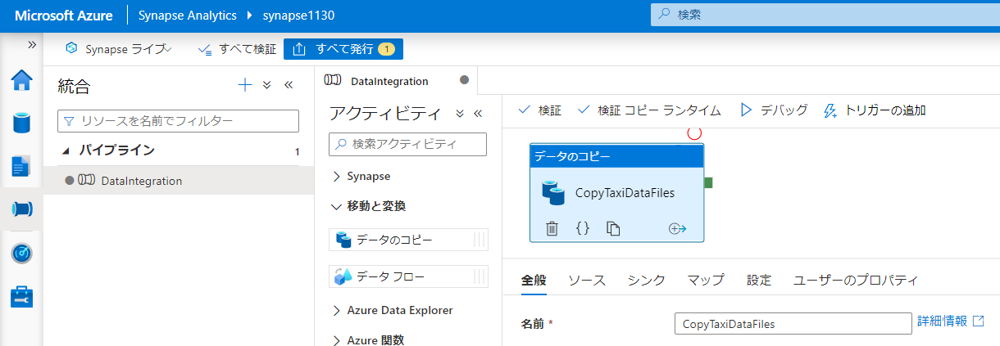 Microsoft Azure Synapse Analytics synapse1130 検索
Synapse ライブ すべて検証 すべて発行 1
統合
リソースを名前でフィルター
パイプライン 1
DataIntegration
DataIntegration
アクティビティ
検索アクティビティ
Synapse
移動と変換
データのコピー
データ フロー
Azure Data Explorer
Azure 関数
検証 検証 コピー ランタイム デバッグ トリガーの追加
データのコピー
CopyTaxiDataFiles
{}
全般 ソース シンク マップ 設定 ユーザーのプロパティ
名前 * CopyTaxiDataFiles 詳細情報